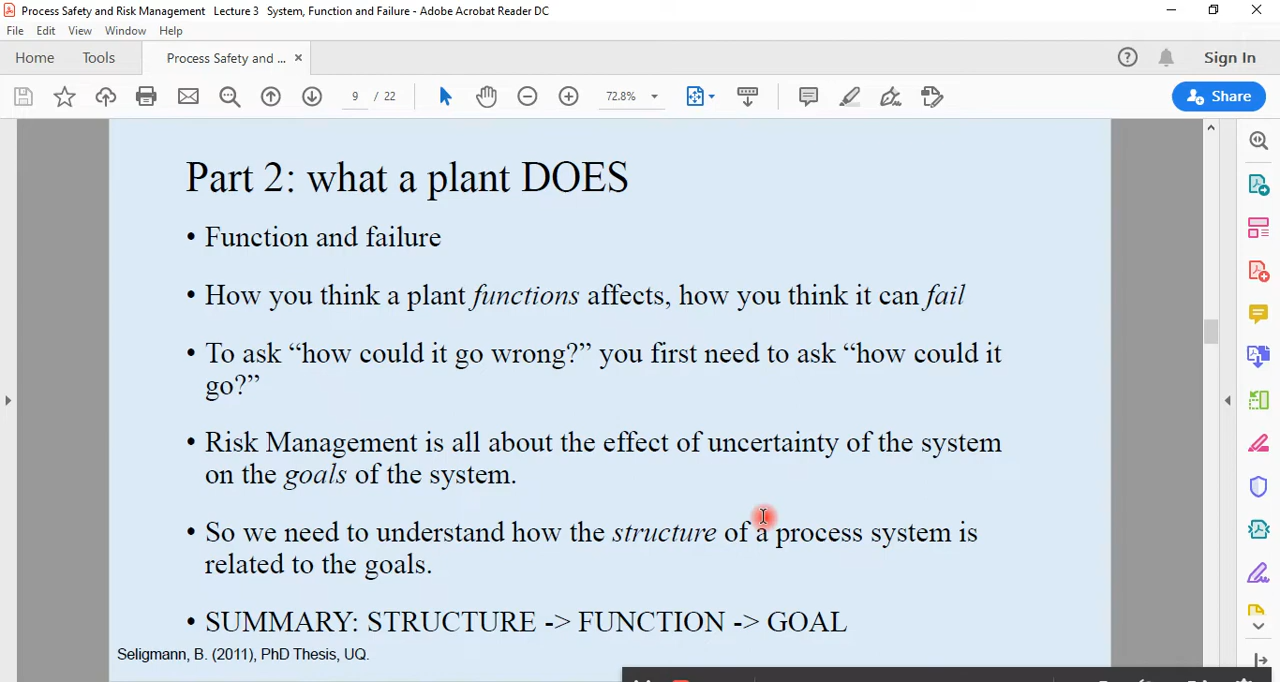 Process Safety and Risk Management   Lecture 3   System, Function and Failure - Adobe Acrobat Reader DC
File Edit View Window Help
Home Tools Process Safety and ... × Sign In
9 / 22 72.8% Share
Part 2: what a plant DOES
• Function and failure
• How you think a plant functions affects, how you think it can fail
• To ask “how could it go wrong?” you first need to ask “how could it
go?”
• Risk Management is all about the effect of uncertainty of the system
on the goals of the system.
• So we need to understand how the structure of a process system is
related to the goals.
• SUMMARY: STRUCTURE -> FUNCTION -> GOAL
Seligmann, B. (2011), PhD Thesis, UQ.